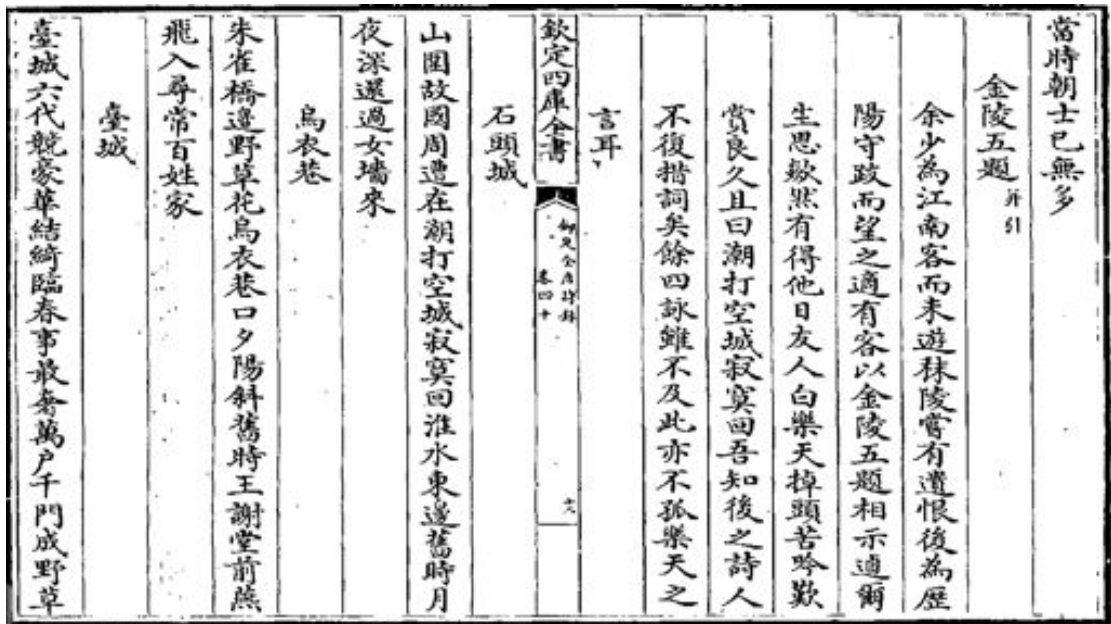 當時朝士已無多
金陵五題 并引
余少為江南客而未遊秣陵嘗有遺恨後為歷
陽守跂而望之適有客以金陵五題相示逌爾
生思歘然有得他日友人白樂天掉頭苦吟歎
賞良久且曰潮打空城寂寞回吾知後之詩人
不復措詞矣餘四詠雖不及此亦不孤樂天之
言耳
欽定四庫全書
御定全唐詩録
卷四十
十六
石頭城
山圍故國周遭在潮打空城寂寞回淮水東邊舊時月
夜深還過女墻來
烏衣巷
朱雀橋邊野草花烏衣巷口夕陽斜舊時王謝堂前燕
飛入尋常百姓家
臺城
臺城六代競豪華結綺臨春事最奢萬户千門成野草